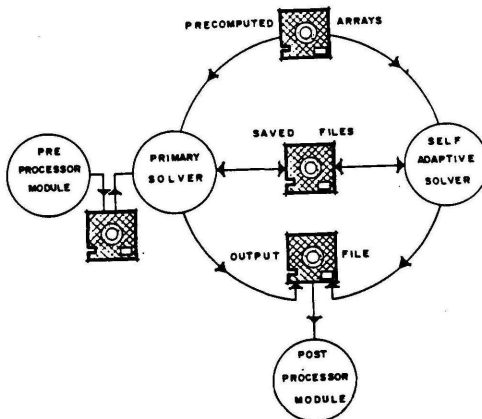 PRECOMPUTED ARRAYS
PRE
PROCESSOR
MODULE
PRIMARY
SOLVER
SAVED FILES
SELF
ADAPTIVE
SOLVER
OUTPUT FILE
POST
PROCESSOR
MODULE